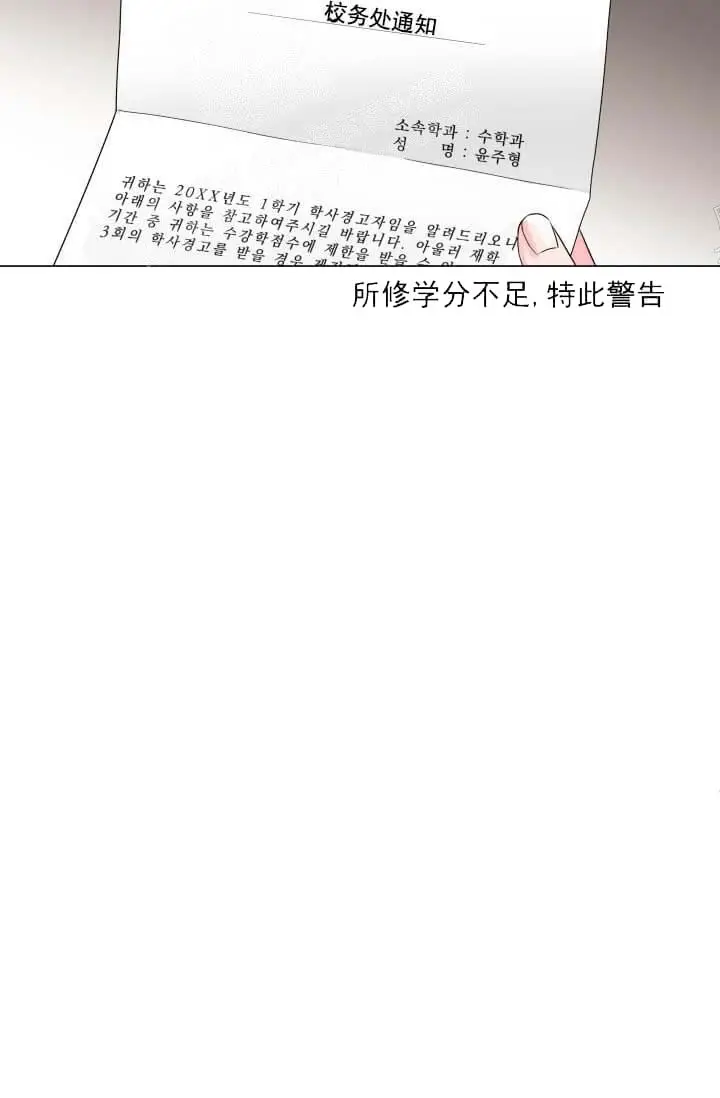 校务处通知
소속학과 : 수학과
성 명 : 윤주형
귀하는 20XX년도 1학기 학사경고자임을 알려드리오니
아래의 사항을 참고하여주시길 바랍니다. 아울러 재학
기간 중 귀하는 수강학점수에 제한을 받을 수
3회의 학사경고를 받을 경우
所修学分不足,特此警告